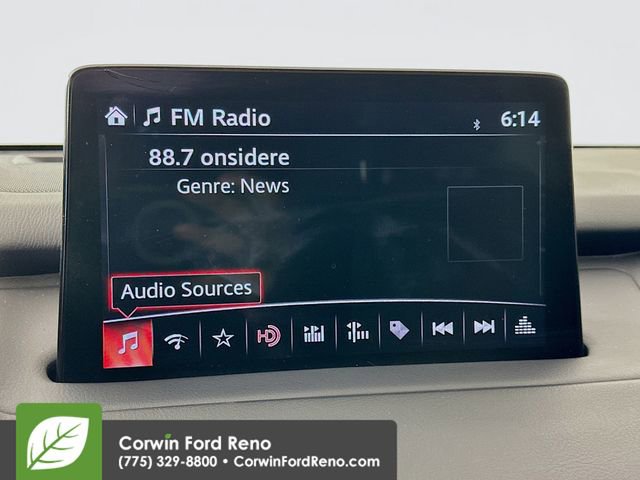 FM Radio
6:14
88.7 onsidere
Genre: News
Audio Sources
HD
Corwin Ford Reno
(775) 329-8800 • CorwinFordReno.com